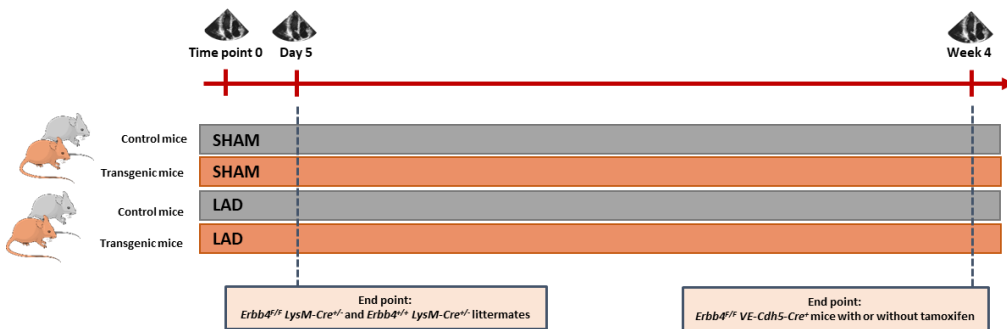 Time point 0
Day 5
Week 4
Control mice
SHAM
Transgenic mice
SHAM
Control mice
LAD
Transgenic mice
LAD
End point:
Erbb4F/F LysM-Cre+/- and Erbb4+/+ LysM-Cre+/- littermates
End point:
Erbb4F/F VE-Cdh5-Cre+ mice with or without tamoxifen